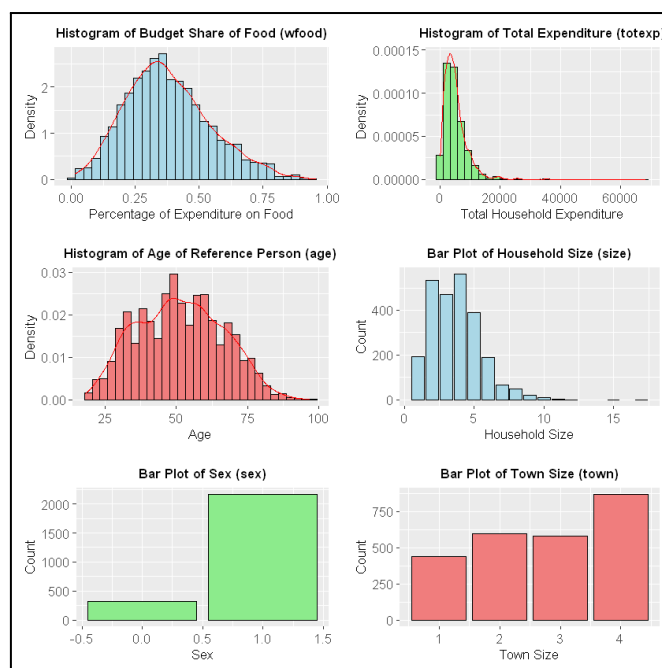 Histogram of Budget Share of Food (wfood)
Density
2
1
0
0.00 0.25 0.50 0.75 1.00
Percentage of Expenditure on Food
Histogram of Total Expenditure (totexp)
Density
0.00015
0.00010
0.00005
0.00000
0 20000 40000 60000
Total Household Expenditure
Histogram of Age of Reference Person (age)
Density
0.03
0.02
0.01
0.00
25 50 75 100
Age
Bar Plot of Household Size (size)
Count
400
200
0
0 5 10 15
Household Size
Bar Plot of Sex (sex)
Count
2000
1500
1000
500
0
-0.5 0.0 0.5 1.0 1.5
Sex
Bar Plot of Town Size (town)
Count
750
500
250
0
1 2 3 4
Town Size